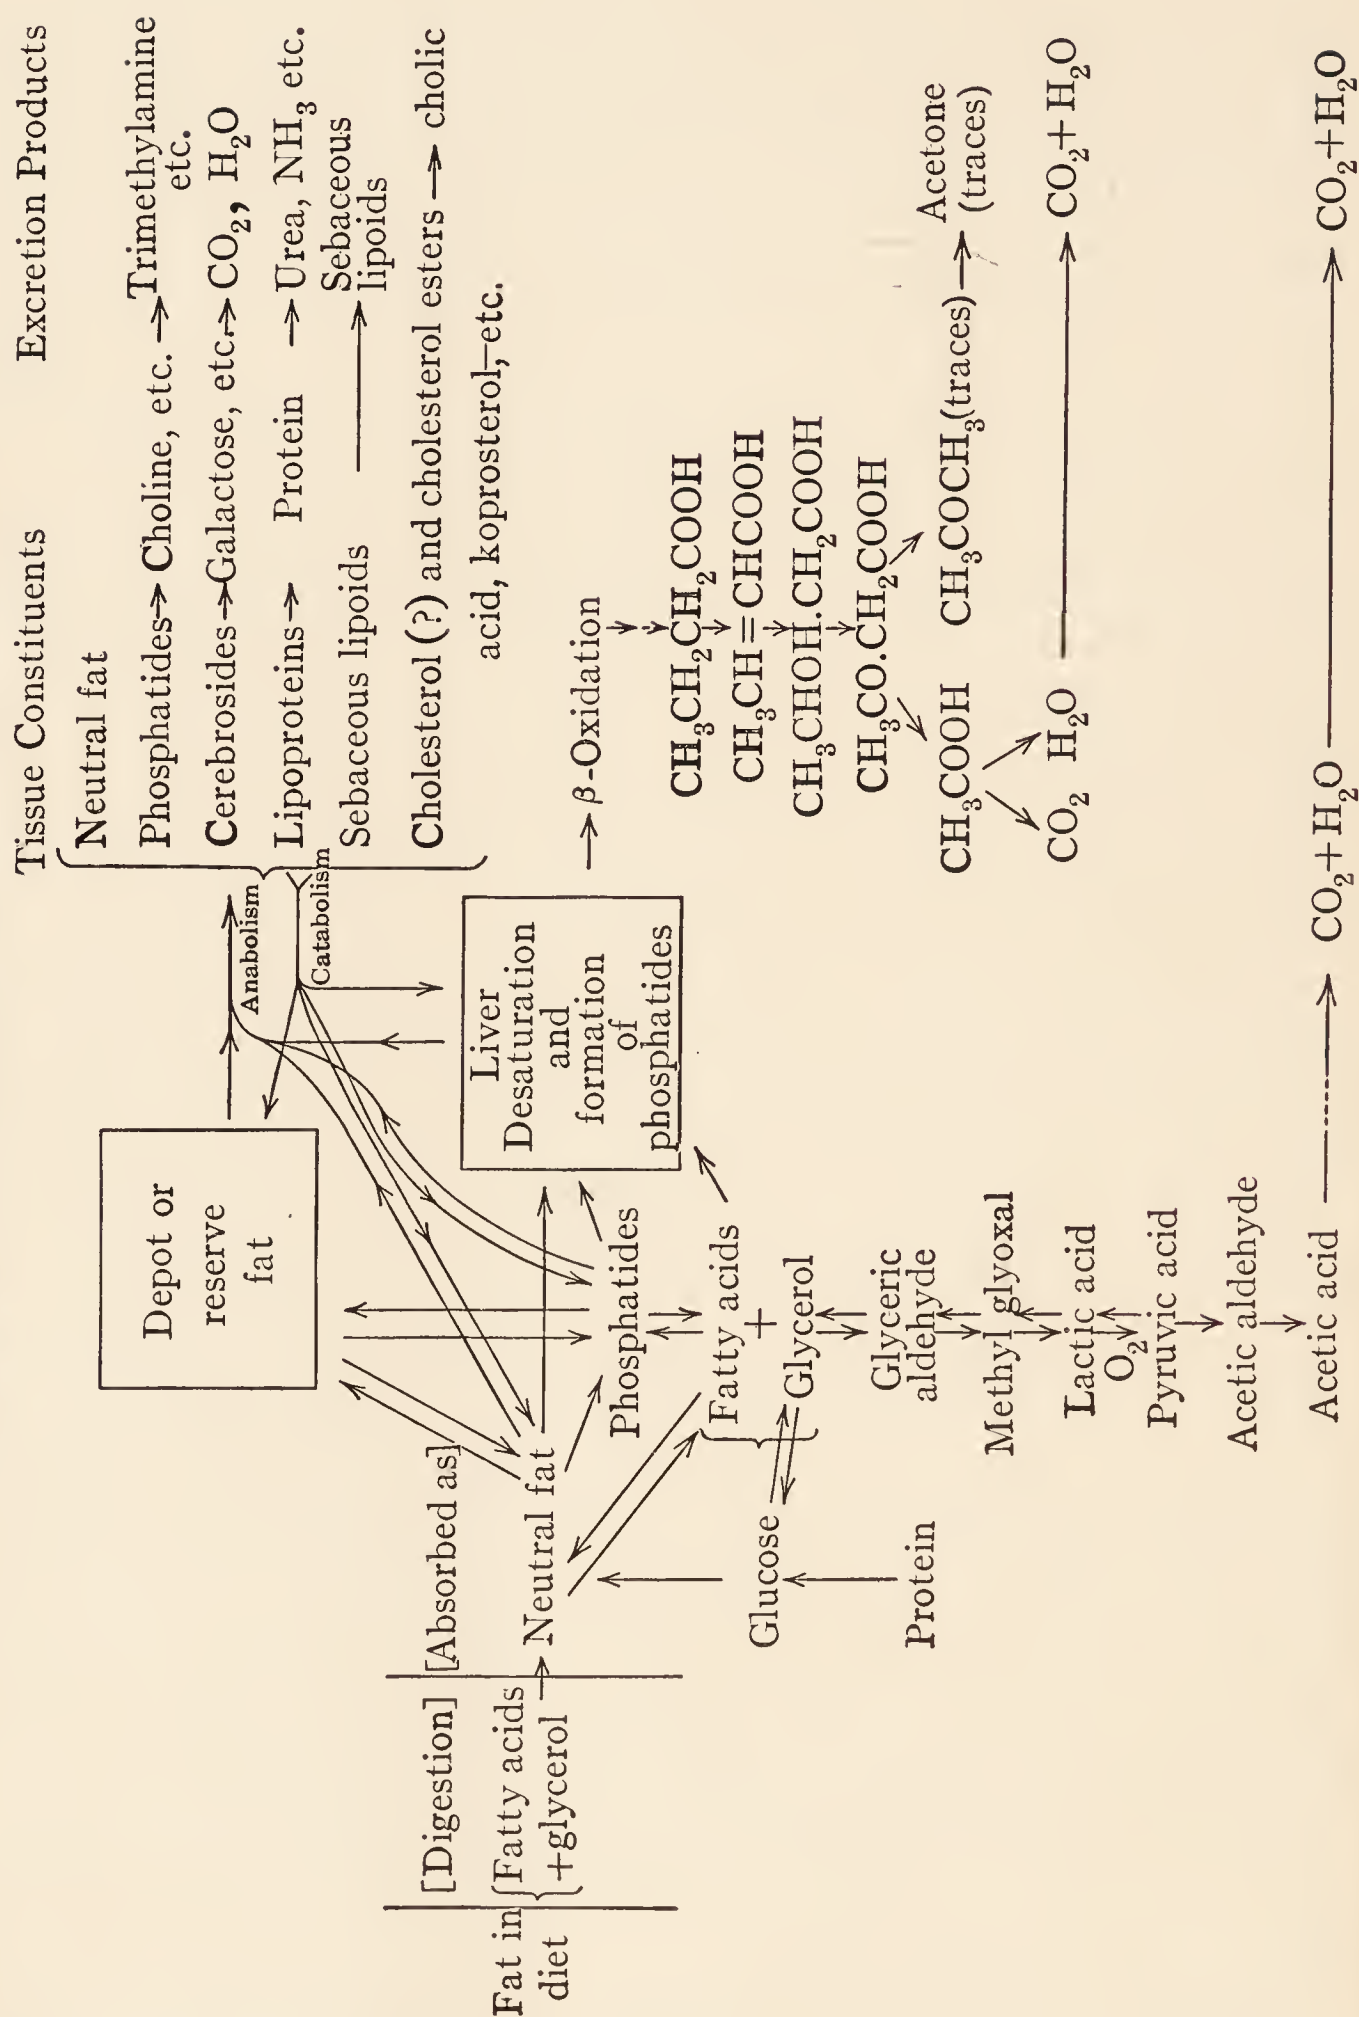 Tissue Constituents
Excretion Products
Neutral fat
Phosphatides → Choline, etc. → Trimethylamine
etc.
Cerebrosides → Galactose, etc. → CO₂, H₂O
Lipoproteins → Protein → Urea, NH₃ etc.
Sebaceous lipoids → Sebaceous
lipoids
Cholesterol (?) and cholesterol esters → cholic
acid, koprosterol, etc.
Anabolism
Catabolism
Depot or
reserve
fat
Liver
Desaturation
and
formation
of
phosphatides
→ β-Oxidation
CH₃CH₂CH₂COOH
CH₃CH=CHCOOH
CH₃CHOH.CH₂COOH
CH₃CO.CH₂COOH
CH₃COOH
CH₃COCH₃(traces) → Acetone
(traces)
CO₂ H₂O → CO₂+H₂O
[Digestion]
[Absorbed as]
Fat in
diet
Fatty acids
+glycerol
Neutral fat
Phosphatides
Fatty acids
+
Glycerol
Glucose
Protein
Glyceric
aldehyde
Methyl glyoxal
Lactic acid
O₂
Pyruvic acid
Acetic aldehyde
Acetic acid → CO₂+H₂O → CO₂+H₂O